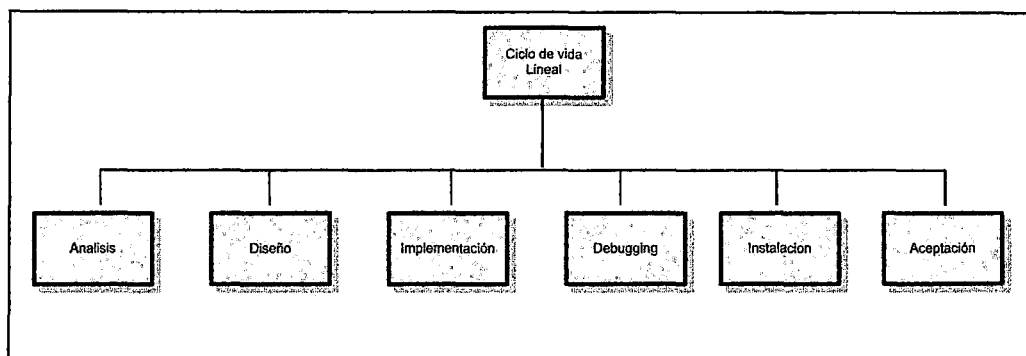 Ciclo de vida
Lineal
Analisis
Diseño
Implementación
Debugging
Instalacion
Aceptación